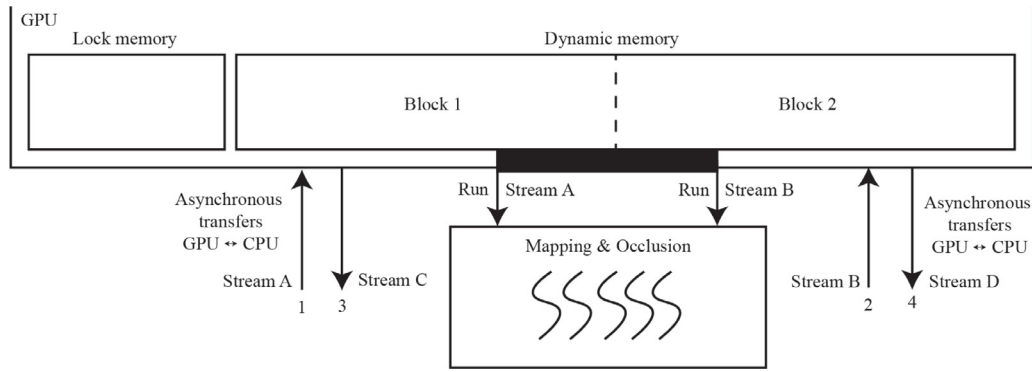 GPU
Lock memory
Dynamic memory
Block 1
Block 2
Run
Stream A
Run
Stream B
Asynchronous
transfers
GPU ↔ CPU
Stream A
1
3
Stream C
Mapping & Occlusion
Asynchronous
transfers
GPU ↔ CPU
Stream B
2
4
Stream D